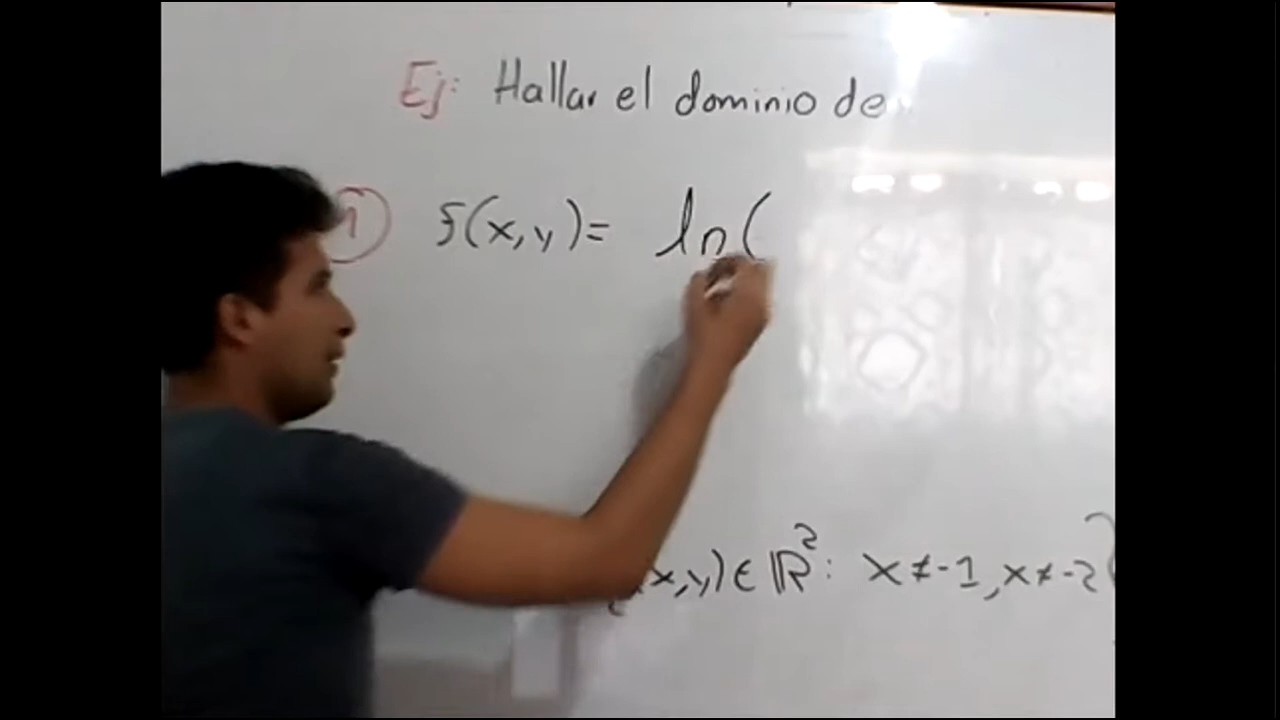 Ej: Hallar el dominio de
1 f(x,y)= ln(
(x,y) ∈ ℝ²: x≠-1, x≠-2}